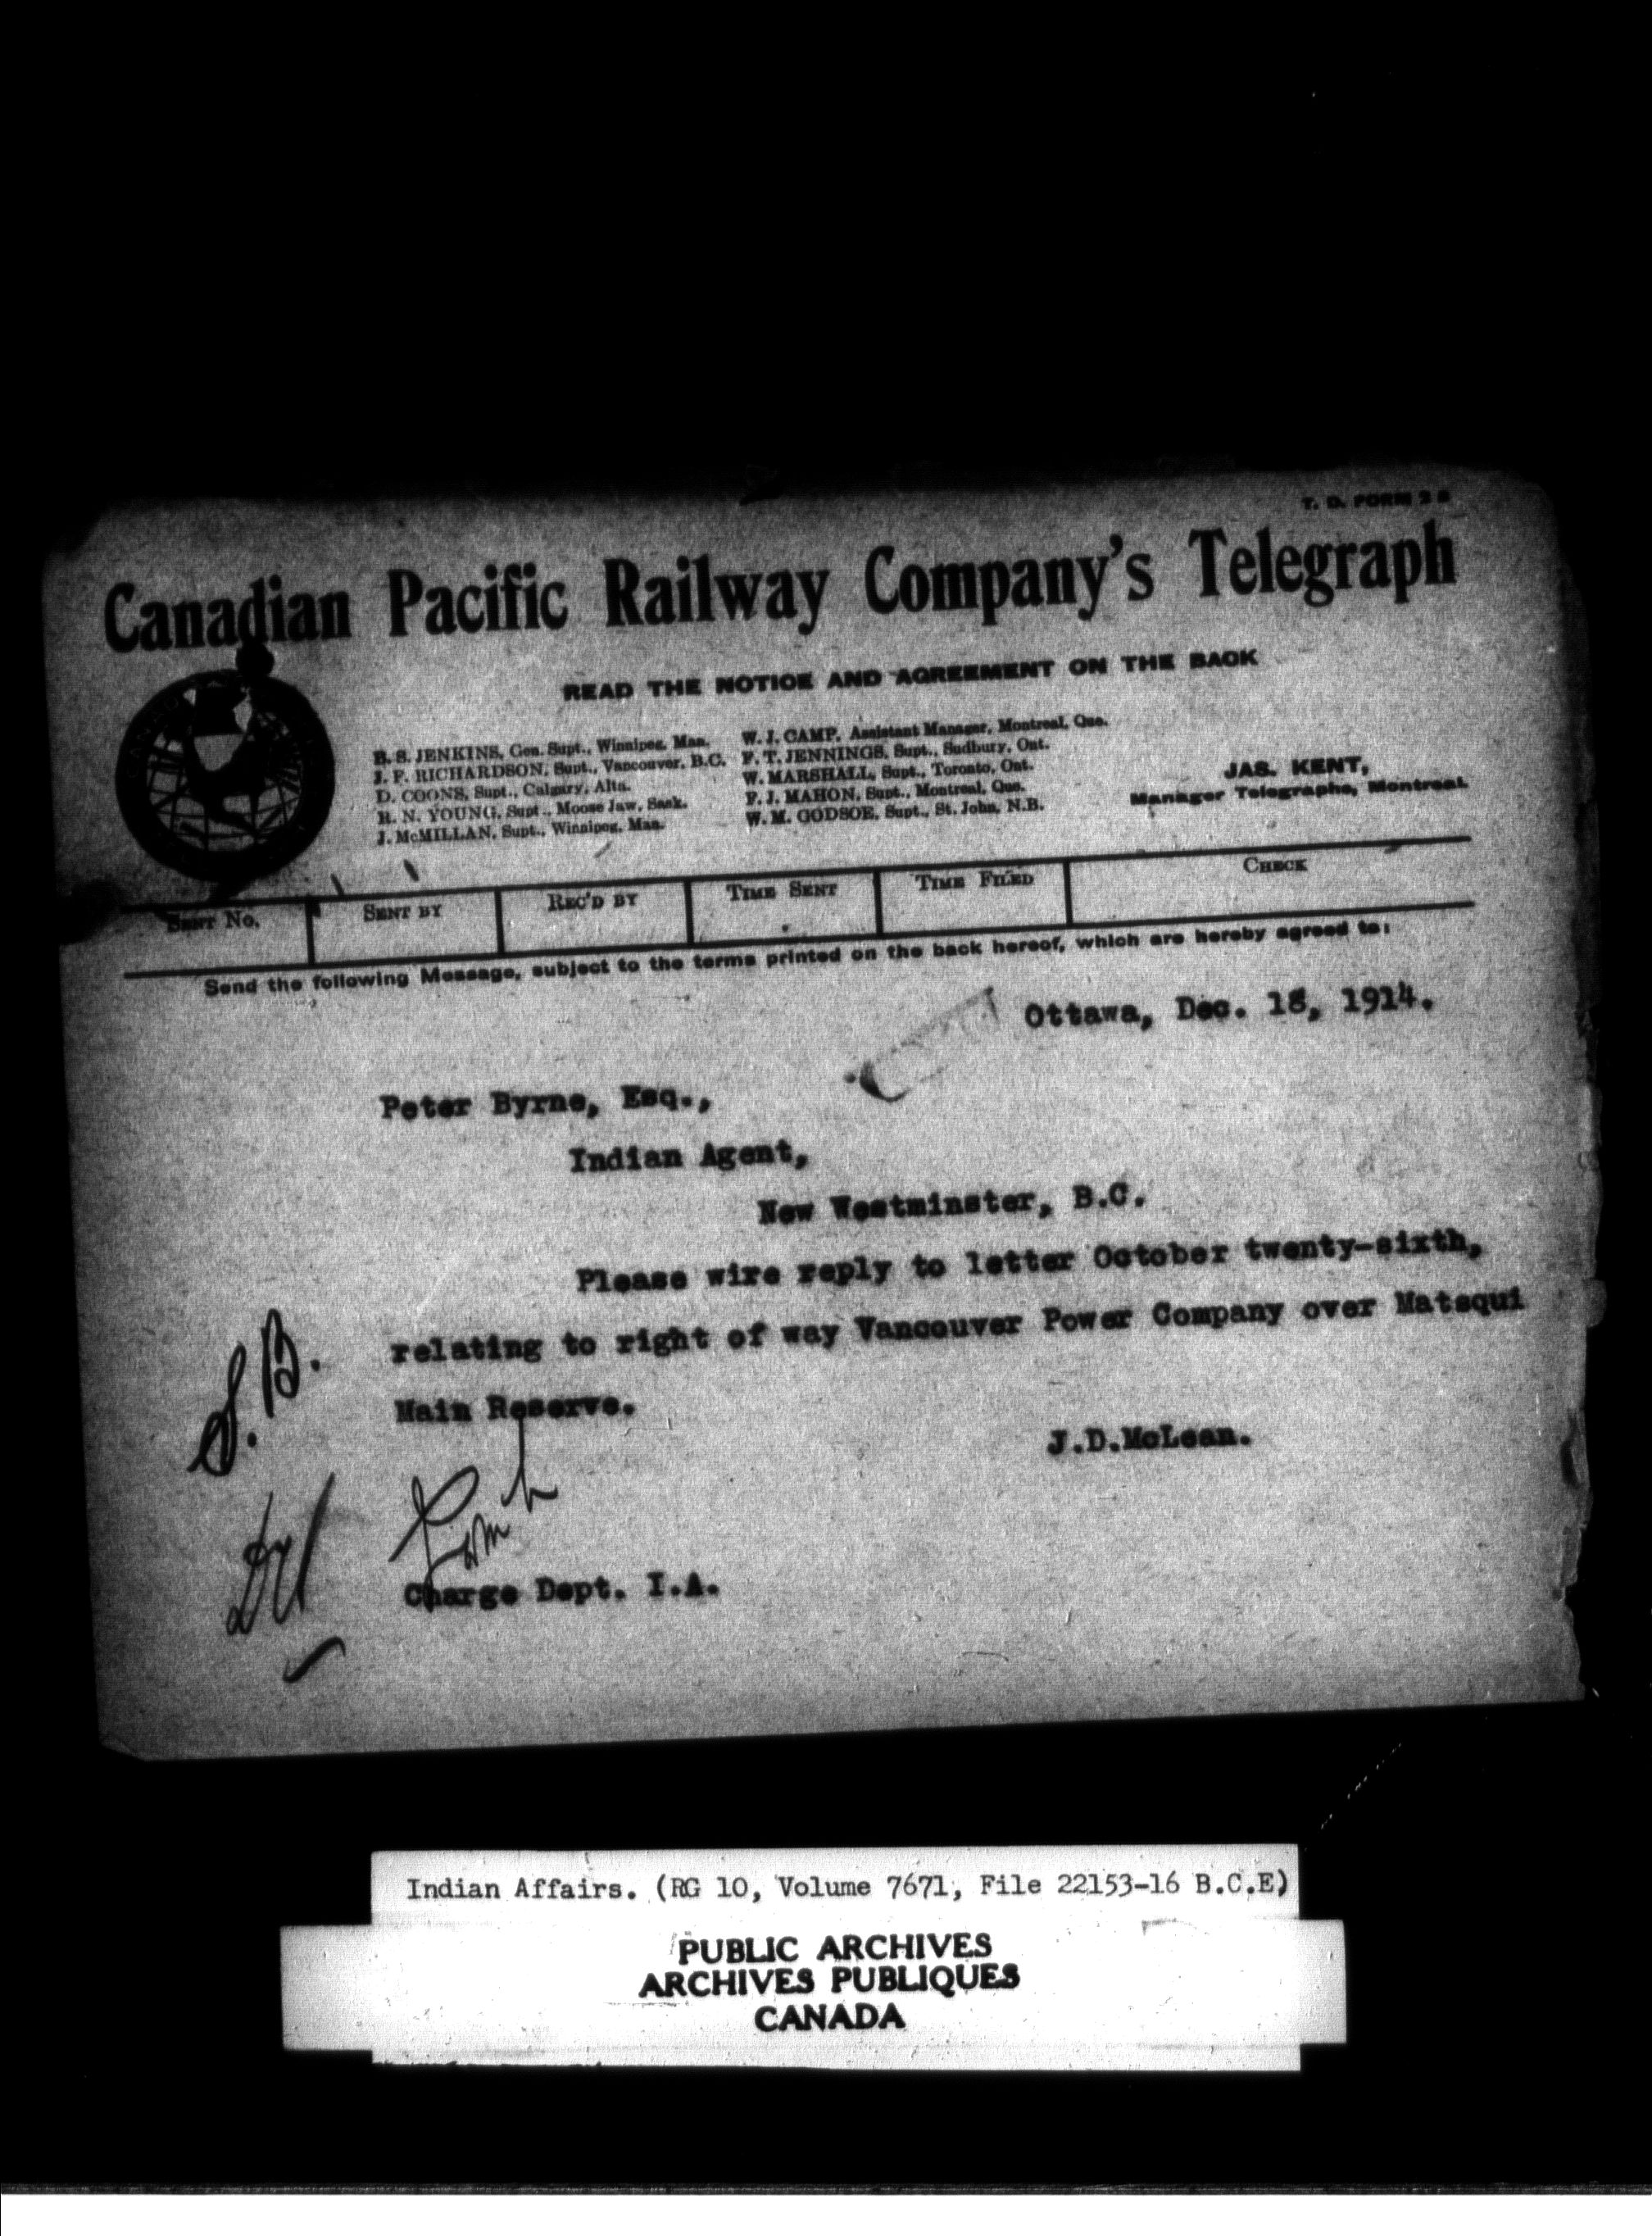 T. D. FORM 2 B
Canadian Pacific Railway Company's Telegraph
READ THE NOTICE AND AGREEMENT ON THE BACK
B. S. JENKINS, Gen. Supt., Winnipeg, Man.
J. F. RICHARDSON, Supt., Vancouver, B.C.
D. COONS, Supt., Calgary, Alta.
R. N. YOUNG, Supt., Moose Jaw, Sask.
J. McMILLAN, Supt., Winnipeg, Man.
W. J. CAMP, Assistant Manager, Montreal, Que.
F. T. JENNINGS, Supt., Sudbury, Ont.
W. MARSHALL, Supt., Toronto, Ont.
F. J. MAHON, Supt., Montreal, Que.
W. M. GODSOE, Supt., St. John, N.B.
JAS. KENT,
Manager Telegraphs, Montreal.
SENT NO. SENT BY REC'D BY TIME SENT TIME FILED CHECK
Send the following Message, subject to the terms printed on the back hereof, which are hereby agreed to:
Ottawa, Dec. 18, 1914.
Peter Byrne, Esq.,
Indian Agent,
New Westminster, B.C.
Please wire reply to letter October twenty-sixth,
relating to right of way Vancouver Power Company over Matsqui
Main Reserve.
J.D.McLean.
S.B.
Charge Dept. I.A.
Indian Affairs. (RG 10, Volume 7671, File 22153-16 B.C.E)
PUBLIC ARCHIVES
ARCHIVES PUBLIQUES
CANADA